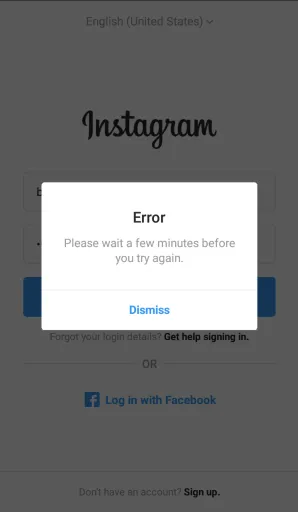 English (United States)
Instagram
b
Error
Please wait a few minutes before
you try again.
Dismiss
Forgot your login details? Get help signing in.
OR
Log in with Facebook
Don't have an account? Sign up.